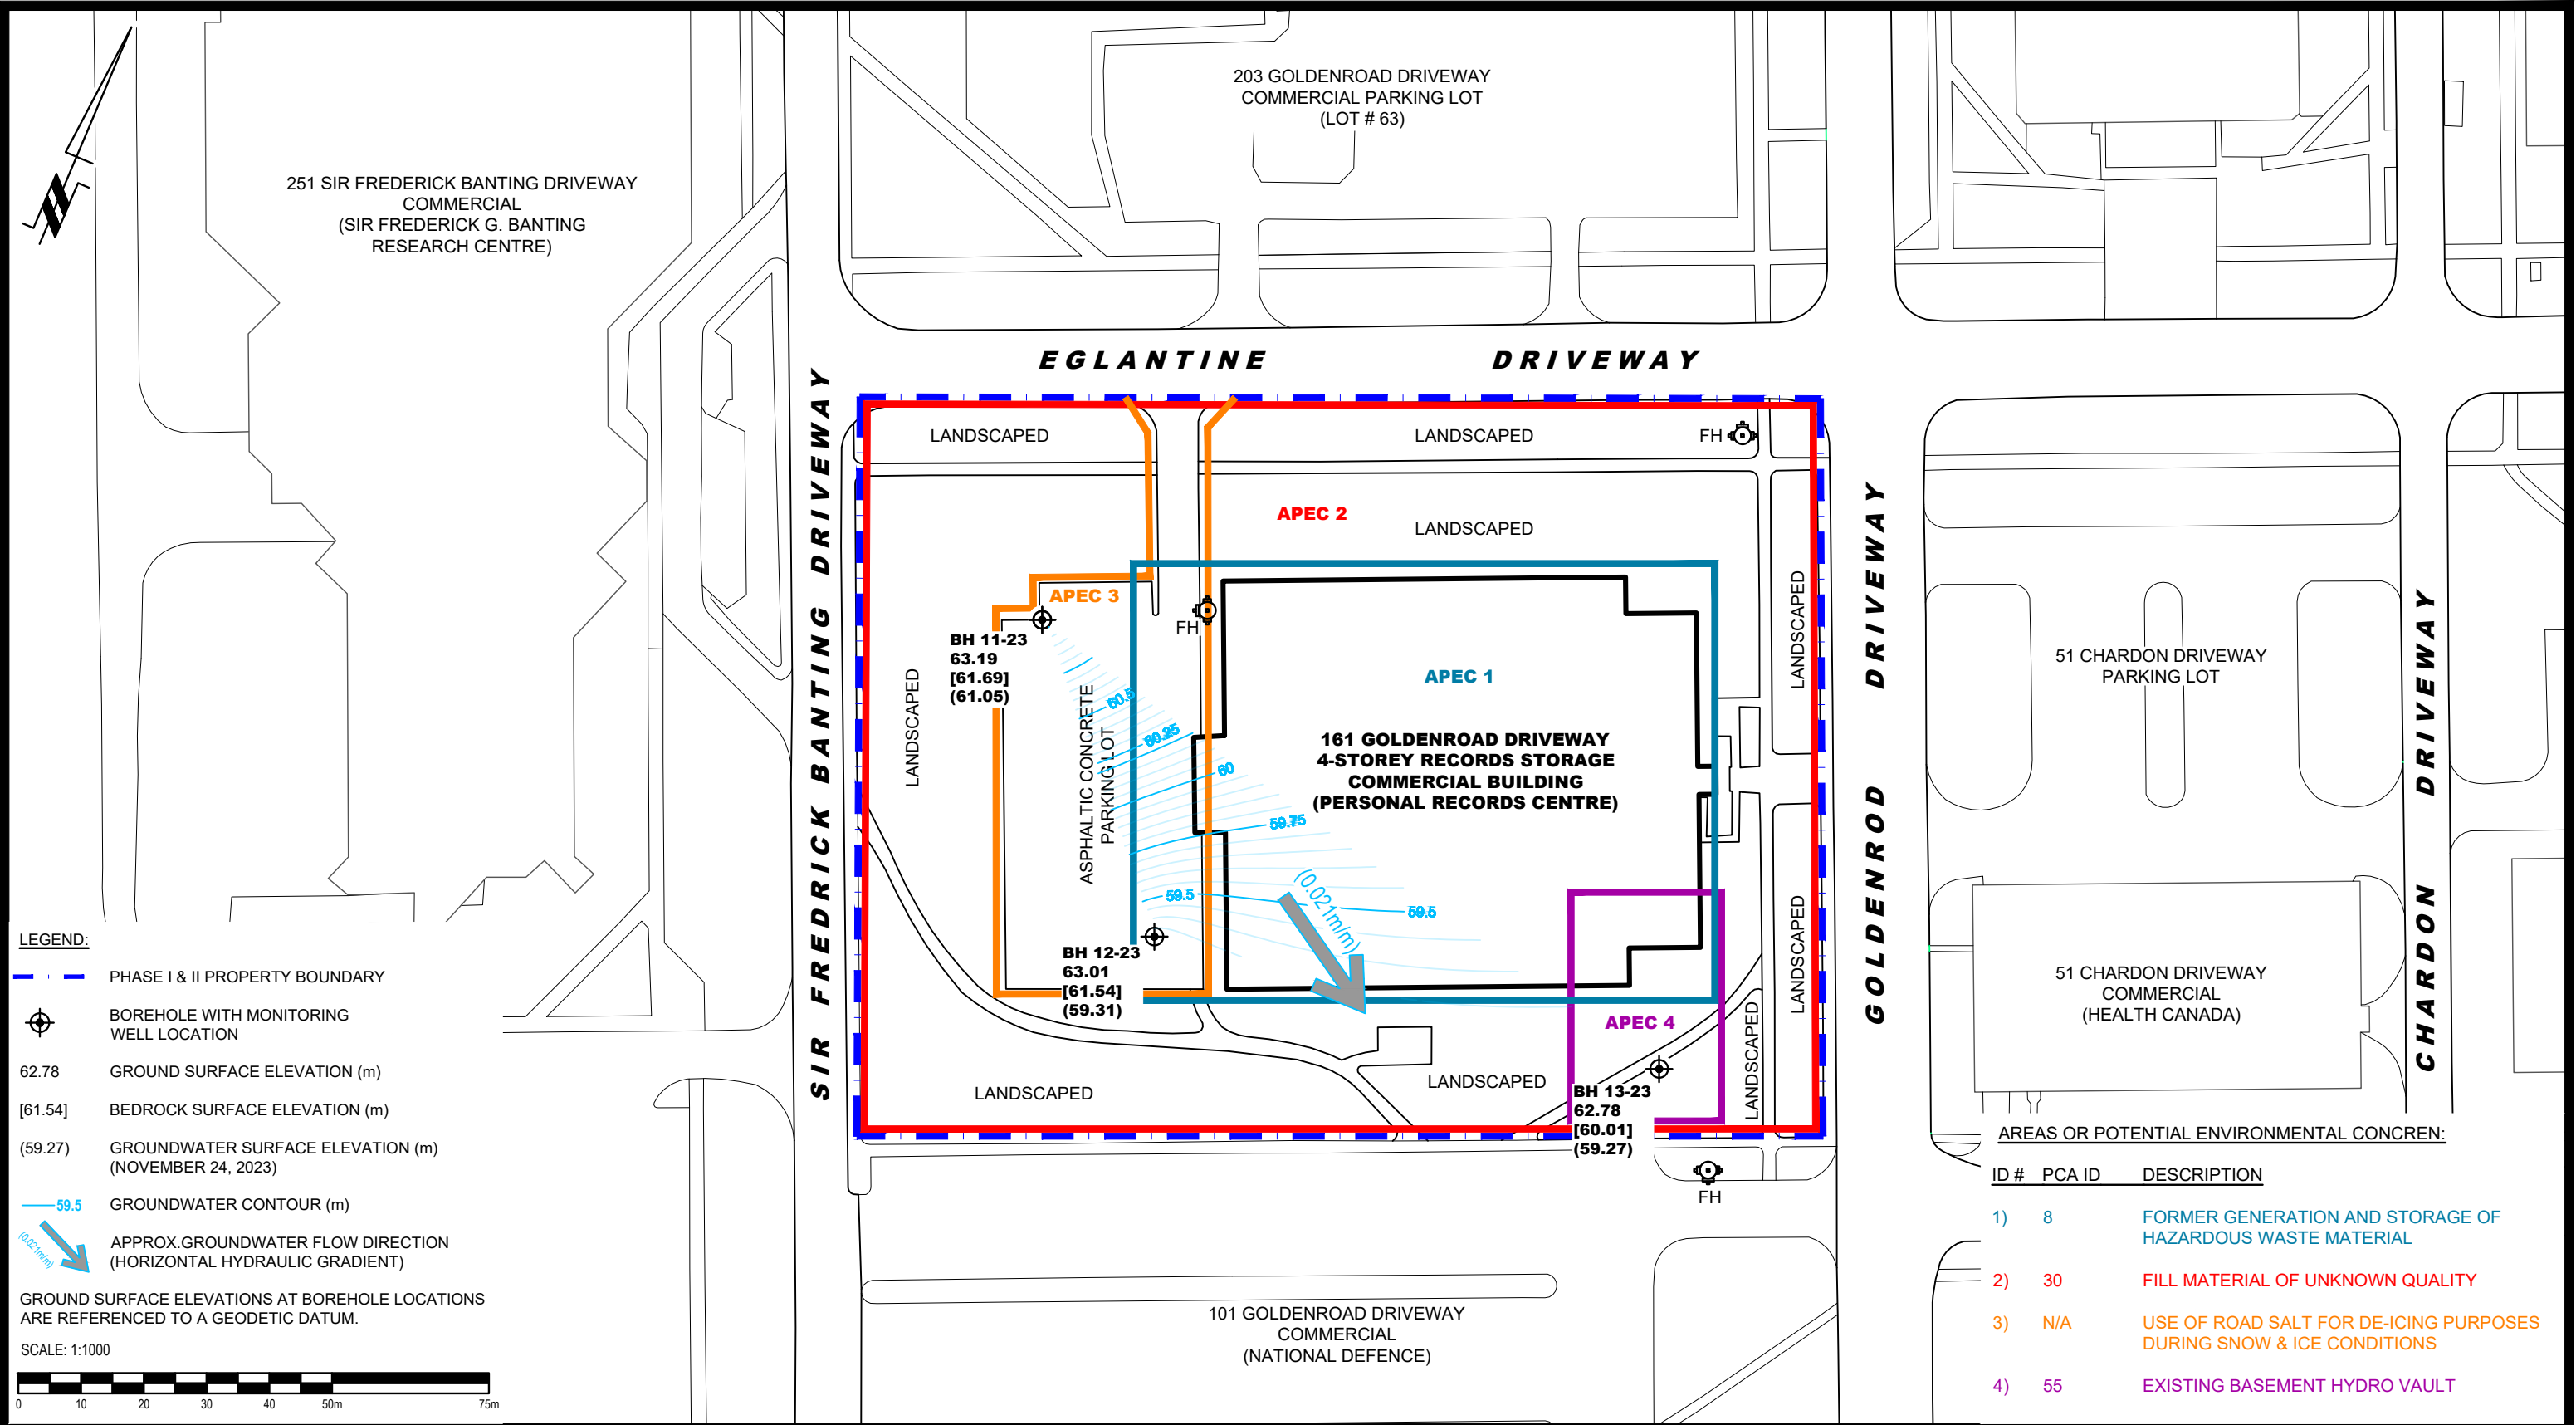 203 GOLDENROAD DRIVEWAY
COMMERCIAL PARKING LOT
(LOT # 63)
251 SIR FREDERICK BANTING DRIVEWAY
COMMERCIAL
(SIR FREDERICK G. BANTING
RESEARCH CENTRE)
EGLANTINE DRIVEWAY
SIR FREDRICK BANTING DRIVEWAY
GOLDENROD DRIVEWAY
CHARDON DRIVEWAY
LANDSCAPED
LANDSCAPED
FH
APEC 2
LANDSCAPED
APEC 3
FH
BH 11-23
63.19
[61.69]
(61.05)
LANDSCAPED
LANDSCAPED
ASPHALTIC CONCRETE
PARKING LOT
60.5
60.25
60
59.75
59.5
59.5
(0.021m/m)
APEC 1
161 GOLDENROAD DRIVEWAY
4-STOREY RECORDS STORAGE
COMMERCIAL BUILDING
(PERSONAL RECORDS CENTRE)
51 CHARDON DRIVEWAY
PARKING LOT
BH 12-23
63.01
[61.54]
(59.31)
LANDSCAPED
LANDSCAPED
APEC 4
LANDSCAPED
LANDSCAPED
BH 13-23
62.78
[60.01]
(59.27)
FH
51 CHARDON DRIVEWAY
COMMERCIAL
(HEALTH CANADA)
101 GOLDENROAD DRIVEWAY
COMMERCIAL
(NATIONAL DEFENCE)
LEGEND:
PHASE I & II PROPERTY BOUNDARY
BOREHOLE WITH MONITORING
WELL LOCATION
62.78 GROUND SURFACE ELEVATION (m)
[61.54] BEDROCK SURFACE ELEVATION (m)
(59.27) GROUNDWATER SURFACE ELEVATION (m)
(NOVEMBER 24, 2023)
59.5 GROUNDWATER CONTOUR (m)
(0.021m/m)
APPROX.GROUNDWATER FLOW DIRECTION
(HORIZONTAL HYDRAULIC GRADIENT)
GROUND SURFACE ELEVATIONS AT BOREHOLE LOCATIONS
ARE REFERENCED TO A GEODETIC DATUM.
SCALE: 1:1000
0 10 20 30 40 50m 75m
AREAS OR POTENTIAL ENVIRONMENTAL CONCREN:
ID # PCA ID DESCRIPTION
1) 8 FORMER GENERATION AND STORAGE OF
HAZARDOUS WASTE MATERIAL
2) 30 FILL MATERIAL OF UNKNOWN QUALITY
3) N/A USE OF ROAD SALT FOR DE-ICING PURPOSES
DURING SNOW & ICE CONDITIONS
4) 55 EXISTING BASEMENT HYDRO VAULT